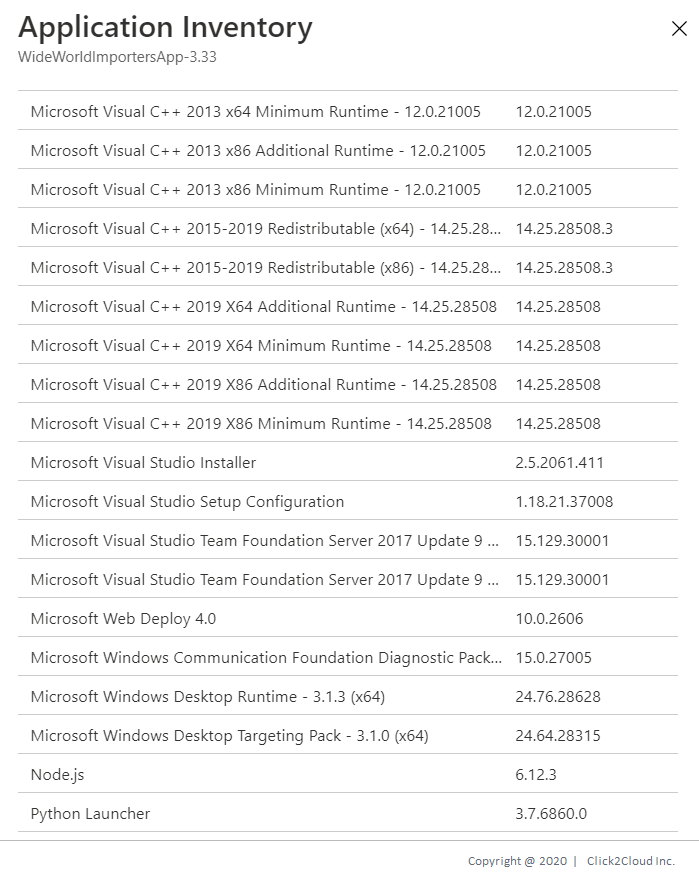 Application Inventory
WideWorldImportersApp-3.33
Microsoft Visual C++ 2013 x64 Minimum Runtime - 12.0.21005 12.0.21005
Microsoft Visual C++ 2013 x86 Additional Runtime - 12.0.21005 12.0.21005
Microsoft Visual C++ 2013 x86 Minimum Runtime - 12.0.21005 12.0.21005
Microsoft Visual C++ 2015-2019 Redistributable (x64) - 14.25.28... 14.25.28508.3
Microsoft Visual C++ 2015-2019 Redistributable (x86) - 14.25.28... 14.25.28508.3
Microsoft Visual C++ 2019 X64 Additional Runtime - 14.25.28508 14.25.28508
Microsoft Visual C++ 2019 X64 Minimum Runtime - 14.25.28508 14.25.28508
Microsoft Visual C++ 2019 X86 Additional Runtime - 14.25.28508 14.25.28508
Microsoft Visual C++ 2019 X86 Minimum Runtime - 14.25.28508 14.25.28508
Microsoft Visual Studio Installer 2.5.2061.411
Microsoft Visual Studio Setup Configuration 1.18.21.37008
Microsoft Visual Studio Team Foundation Server 2017 Update 9 ... 15.129.30001
Microsoft Visual Studio Team Foundation Server 2017 Update 9 ... 15.129.30001
Microsoft Web Deploy 4.0 10.0.2606
Microsoft Windows Communication Foundation Diagnostic Pack... 15.0.27005
Microsoft Windows Desktop Runtime - 3.1.3 (x64) 24.76.28628
Microsoft Windows Desktop Targeting Pack - 3.1.0 (x64) 24.64.28315
Node.js 6.12.3
Python Launcher 3.7.6860.0
Copyright @ 2020 | Click2Cloud Inc.